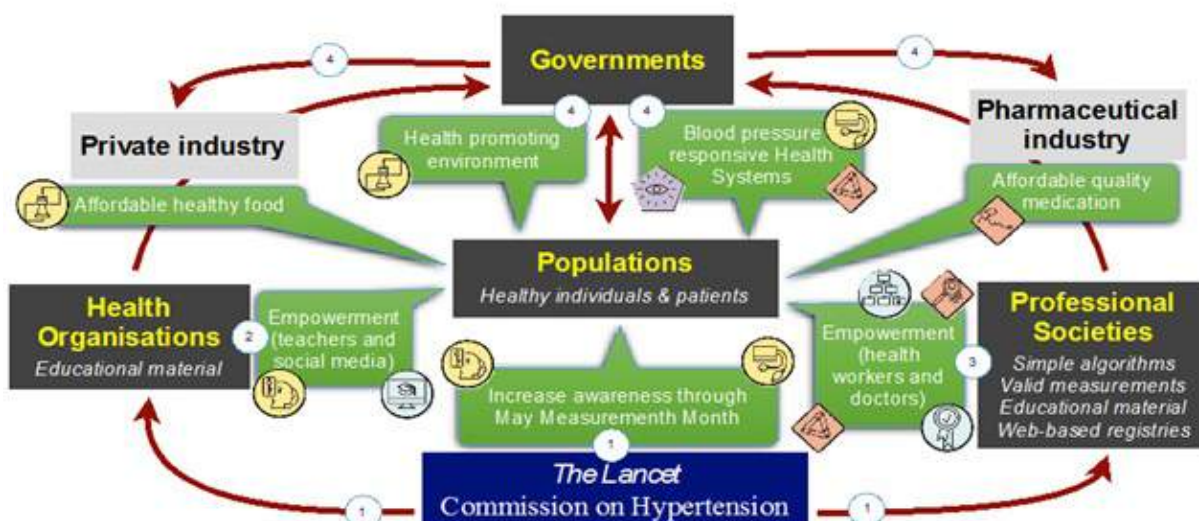 Governments
4
4
4
4
Private industry
Pharmaceutical
industry
Health promoting
environment
Blood pressure
responsive Health
Systems
Affordable healthy food
Affordable quality
medication
Populations
Healthy individuals & patients
Health
Organisations
Educational material
2
Empowerment
(teachers and
social media)
Empowerment
(health
workers and
doctors)
3
Professional
Societies
Simple algorithms
Valid measurements
Educational material
Web-based registries
Increase awareness through
May Measurementh Month
1
The Lancet
Commission on Hypertension
1
1